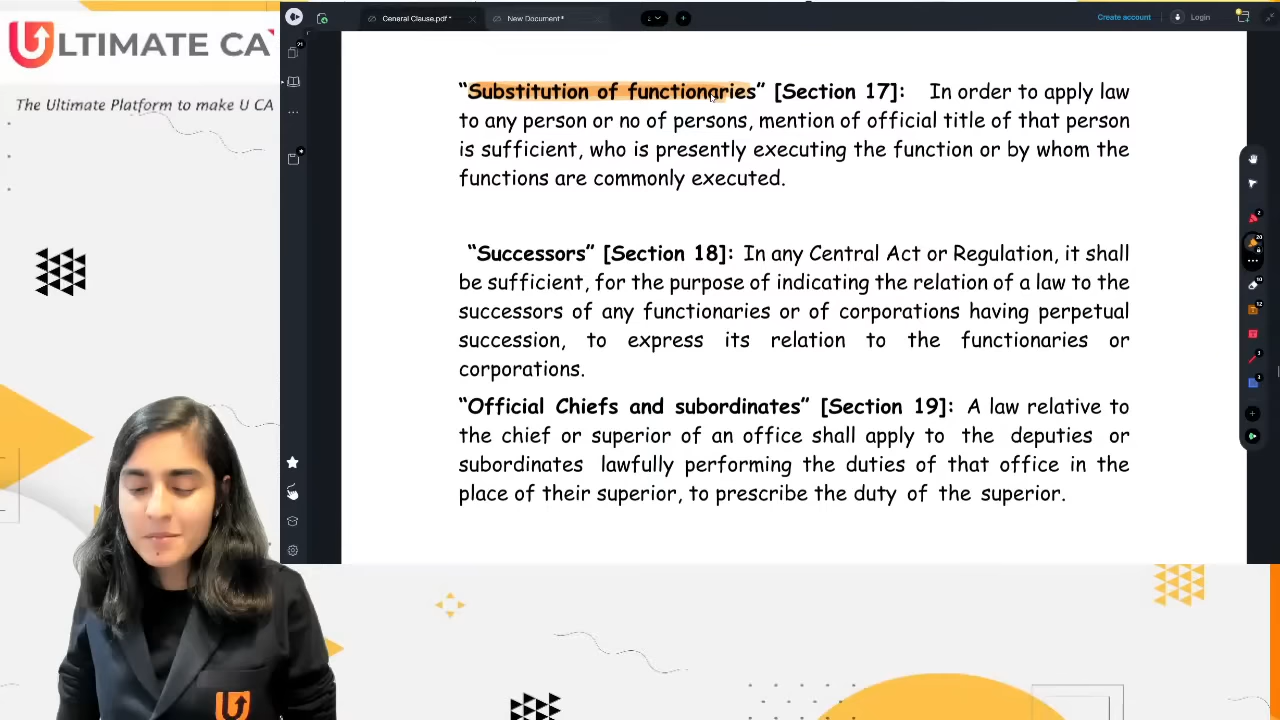 ULTIMATE CA
The Ultimate Platform to make U CA
General Clause.pdf *
New Document*
Create account
Login
“Substitution of functionaries” [Section 17]: In order to apply law
to any person or no of persons, mention of official title of that person
is sufficient, who is presently executing the function or by whom the
functions are commonly executed.
“Successors” [Section 18]: In any Central Act or Regulation, it shall
be sufficient, for the purpose of indicating the relation of a law to the
successors of any functionaries or of corporations having perpetual
succession, to express its relation to the functionaries or
corporations.
“Official Chiefs and subordinates” [Section 19]: A law relative to
the chief or superior of an office shall apply to the deputies or
subordinates lawfully performing the duties of that office in the
place of their superior, to prescribe the duty of the superior.